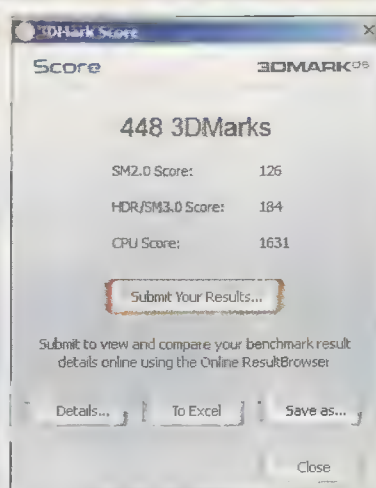 3DMark Score
Score 3DMARK06
448 3DMarks
SM2.0 Score: 126
HDR/SM3.0 Score: 184
CPU Score: 1631
Submit Your Results...
Submit to view and compare your benchmark result
details online using the Online ResultBrowser
Details... To Excel Save as...
Close